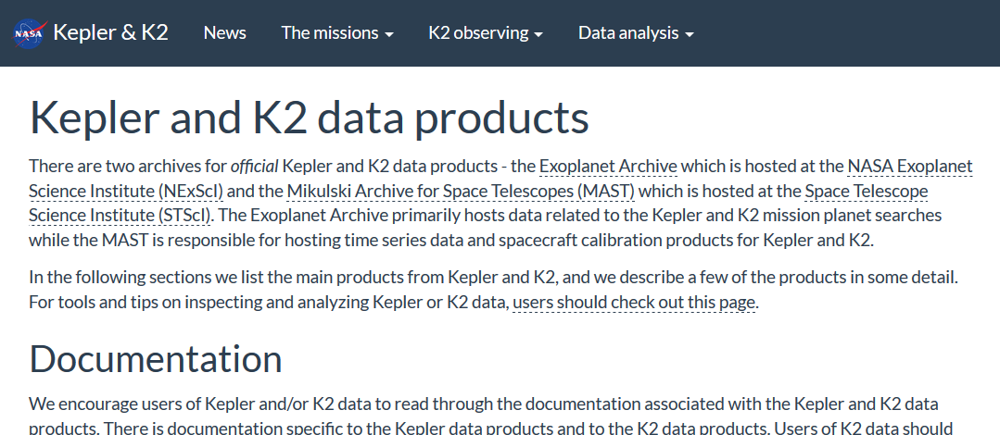 NASA Kepler & K2 News The missions K2 observing Data analysis
Kepler and K2 data products
There are two archives for official Kepler and K2 data products - the Exoplanet Archive which is hosted at the NASA Exoplanet
Science Institute (NExScI) and the Mikulski Archive for Space Telescopes (MAST) which is hosted at the Space Telescope
Science Institute (STScI). The Exoplanet Archive primarily hosts data related to the Kepler and K2 mission planet searches
while the MAST is responsible for hosting time series data and spacecraft calibration products for Kepler and K2.
In the following sections we list the main products from Kepler and K2, and we describe a few of the products in some detail.
For tools and tips on inspecting and analyzing Kepler or K2 data, users should check out this page.
Documentation
We encourage users of Kepler and/or K2 data to read through the documentation associated with the Kepler and K2 data
products. There is documentation specific to the Kepler data products and to the K2 data products. Users of K2 data should